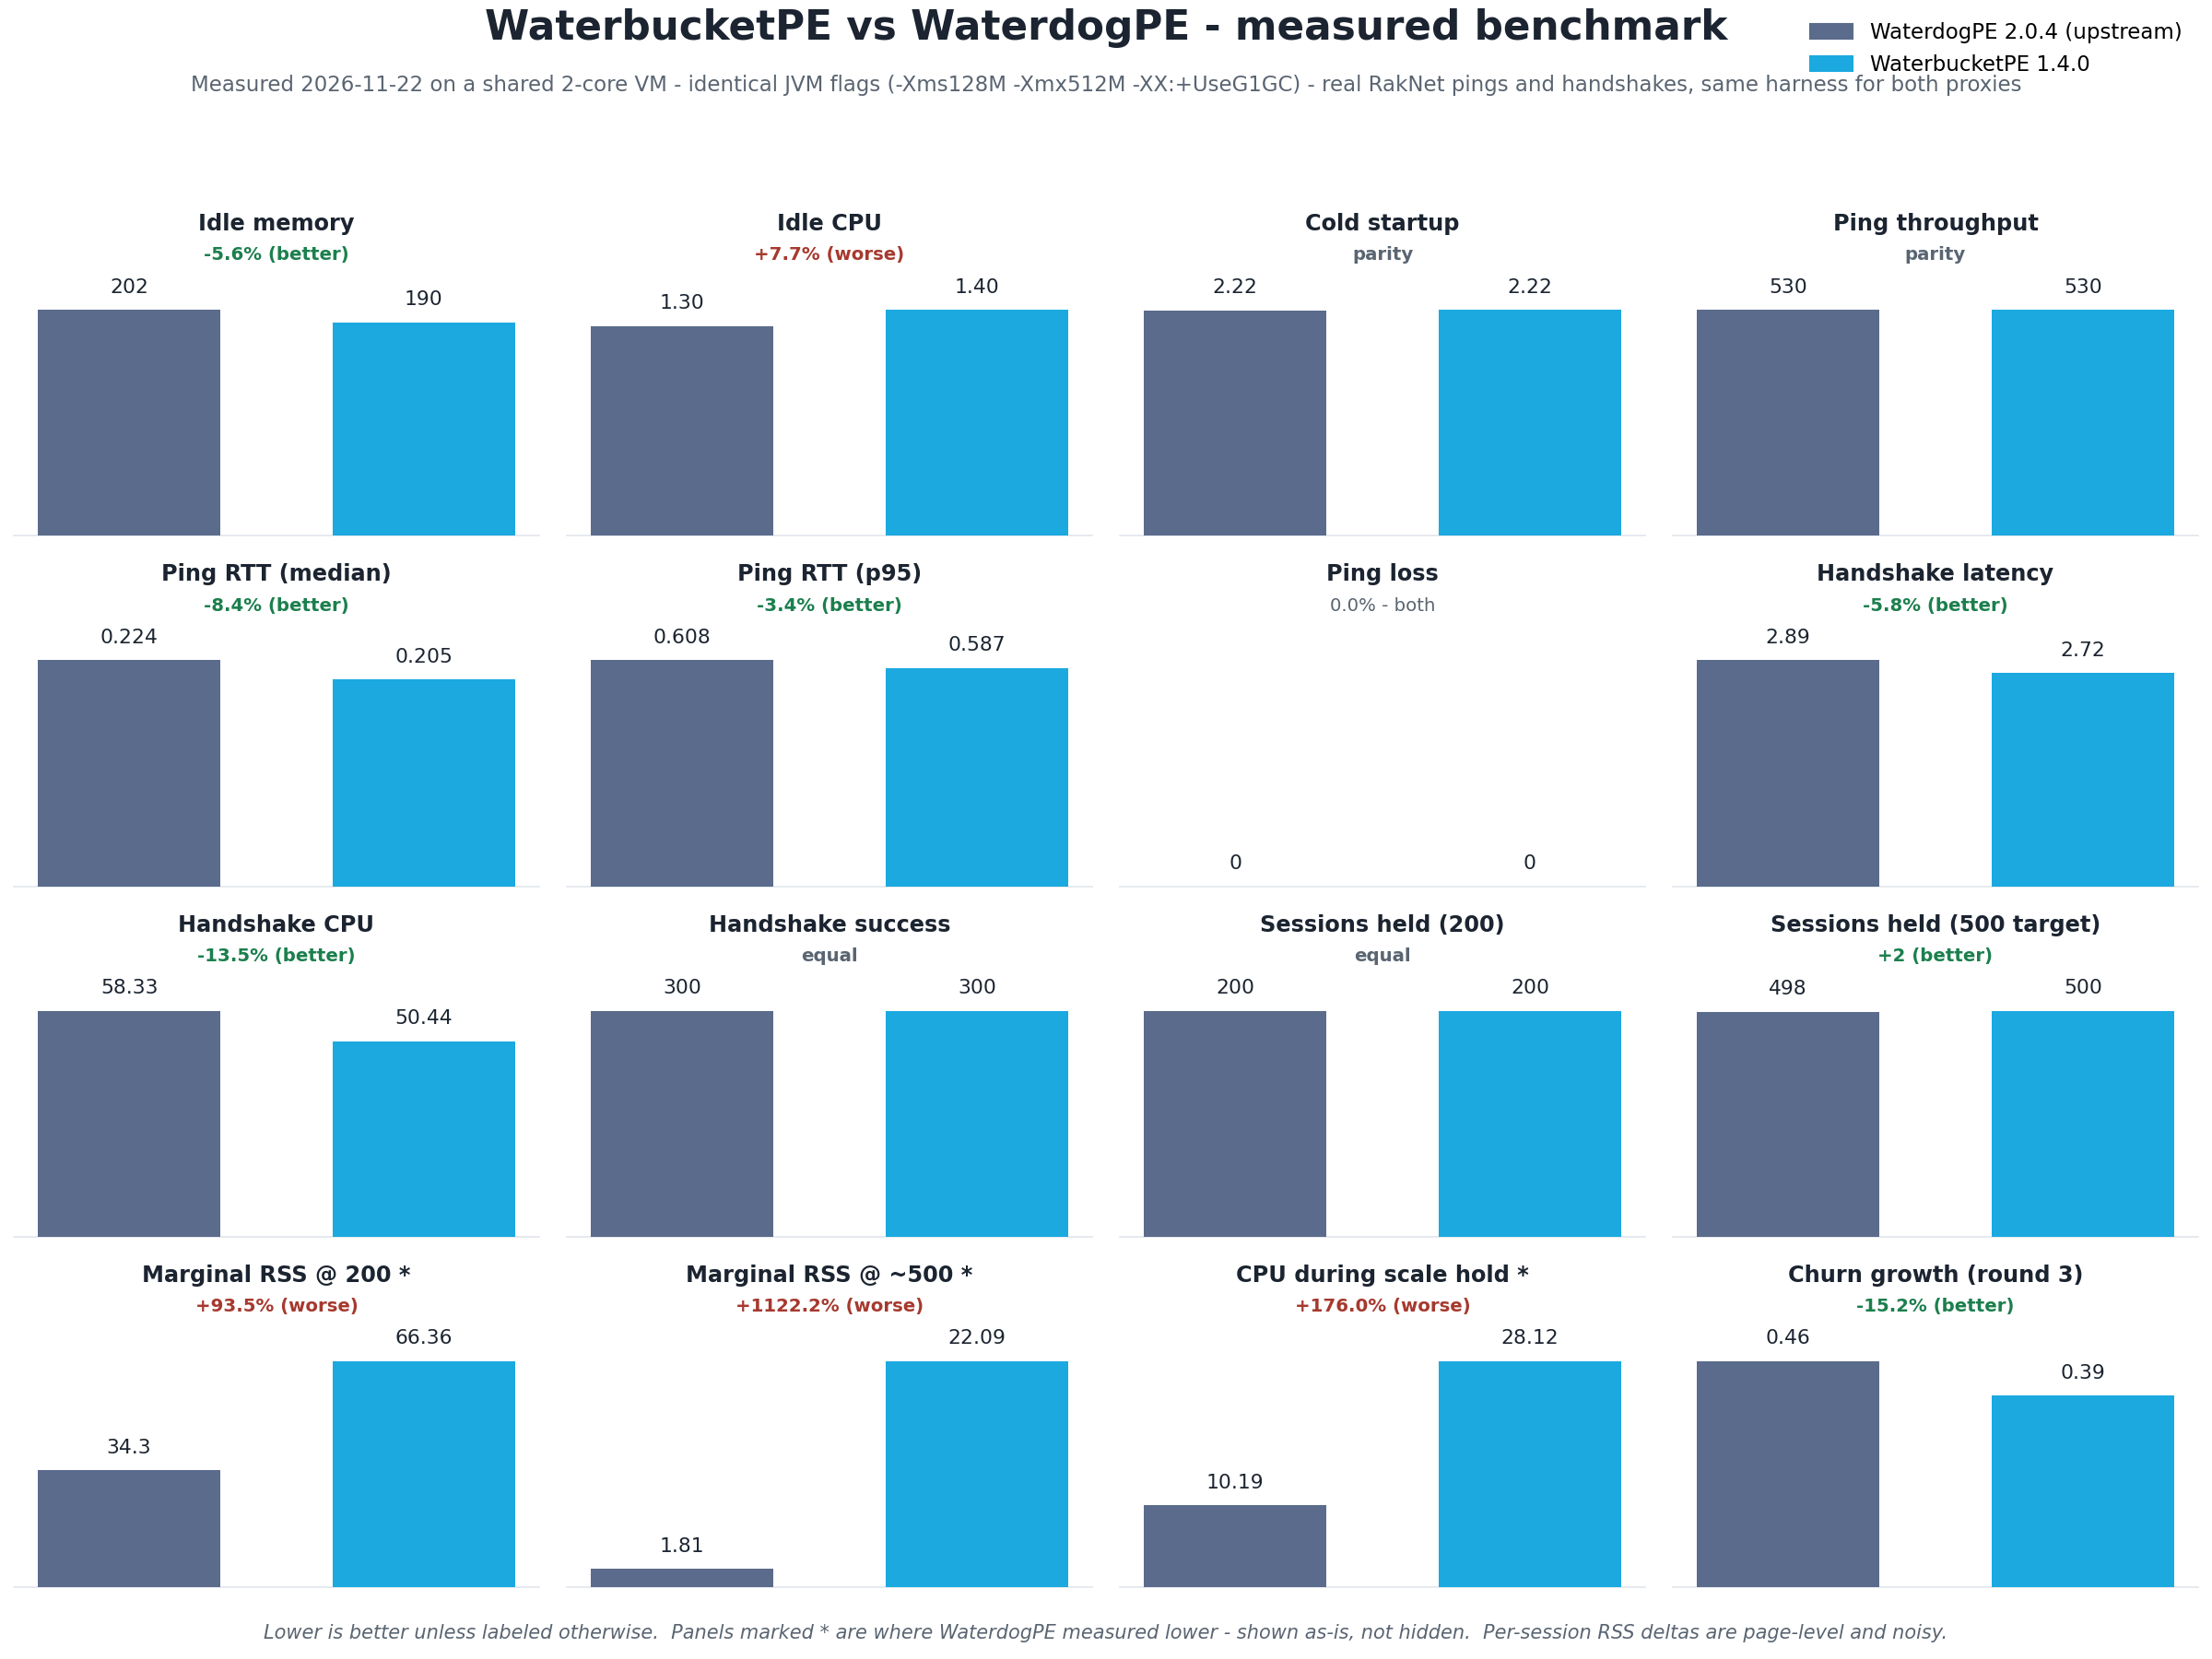 WaterbucketPE vs WaterdogPE - measured benchmark
WaterdogPE 2.0.4 (upstream)
WaterbucketPE 1.4.0
Measured 2026-11-22 on a shared 2-core VM - identical JVM flags (-Xms128M -Xmx512M -XX:+UseG1GC) - real RakNet pings and handshakes, same harness for both proxies
Idle memory
-5.6% (better)
202
190
Idle CPU
+7.7% (worse)
1.30
1.40
Cold startup
parity
2.22
2.22
Ping throughput
parity
530
530
Ping RTT (median)
-8.4% (better)
0.224
0.205
Ping RTT (p95)
-3.4% (better)
0.608
0.587
Ping loss
0.0% - both
0
0
Handshake latency
-5.8% (better)
2.89
2.72
Handshake CPU
-13.5% (better)
58.33
50.44
Handshake success
equal
300
300
Sessions held (200)
equal
200
200
Sessions held (500 target)
+2 (better)
498
500
Marginal RSS @ 200 *
+93.5% (worse)
34.3
66.36
Marginal RSS @ ~500 *
+1122.2% (worse)
1.81
22.09
CPU during scale hold *
+176.0% (worse)
10.19
28.12
Churn growth (round 3)
-15.2% (better)
0.46
0.39
Lower is better unless labeled otherwise.  Panels marked * are where WaterdogPE measured lower - shown as-is, not hidden.  Per-session RSS deltas are page-level and noisy.